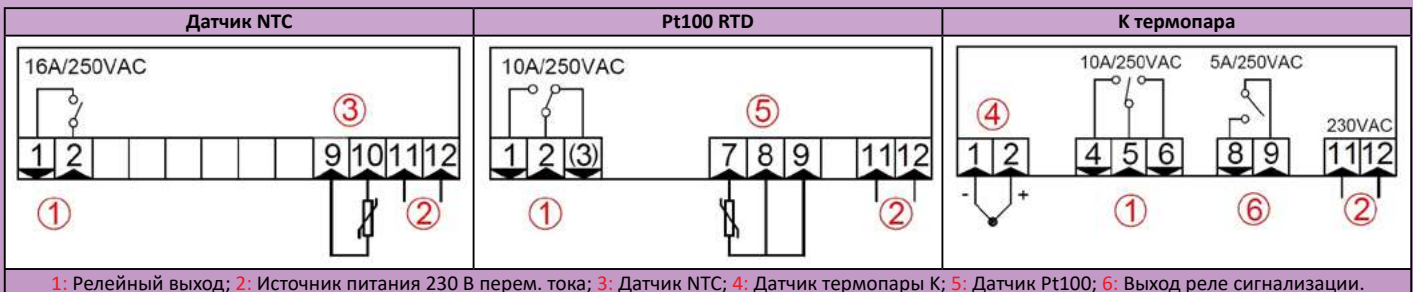 Датчик NTC
Pt100 RTD
K термопара
16A/250VAC
③
1 2 9 10 11 12
①
②
10A/250VAC
⑤
1 2 (3) 7 8 9 11 12
①
②
10A/250VAC 5A/250VAC
④
230VAC
1 2 4 5 6 8 9 11 12
- +
①
⑥
②
1: Релейный выход; 2: Источник питания 230 В перем. тока; 3: Датчик NTC; 4: Датчик термопары K; 5: Датчик Pt100; 6: Выход реле сигнализации.